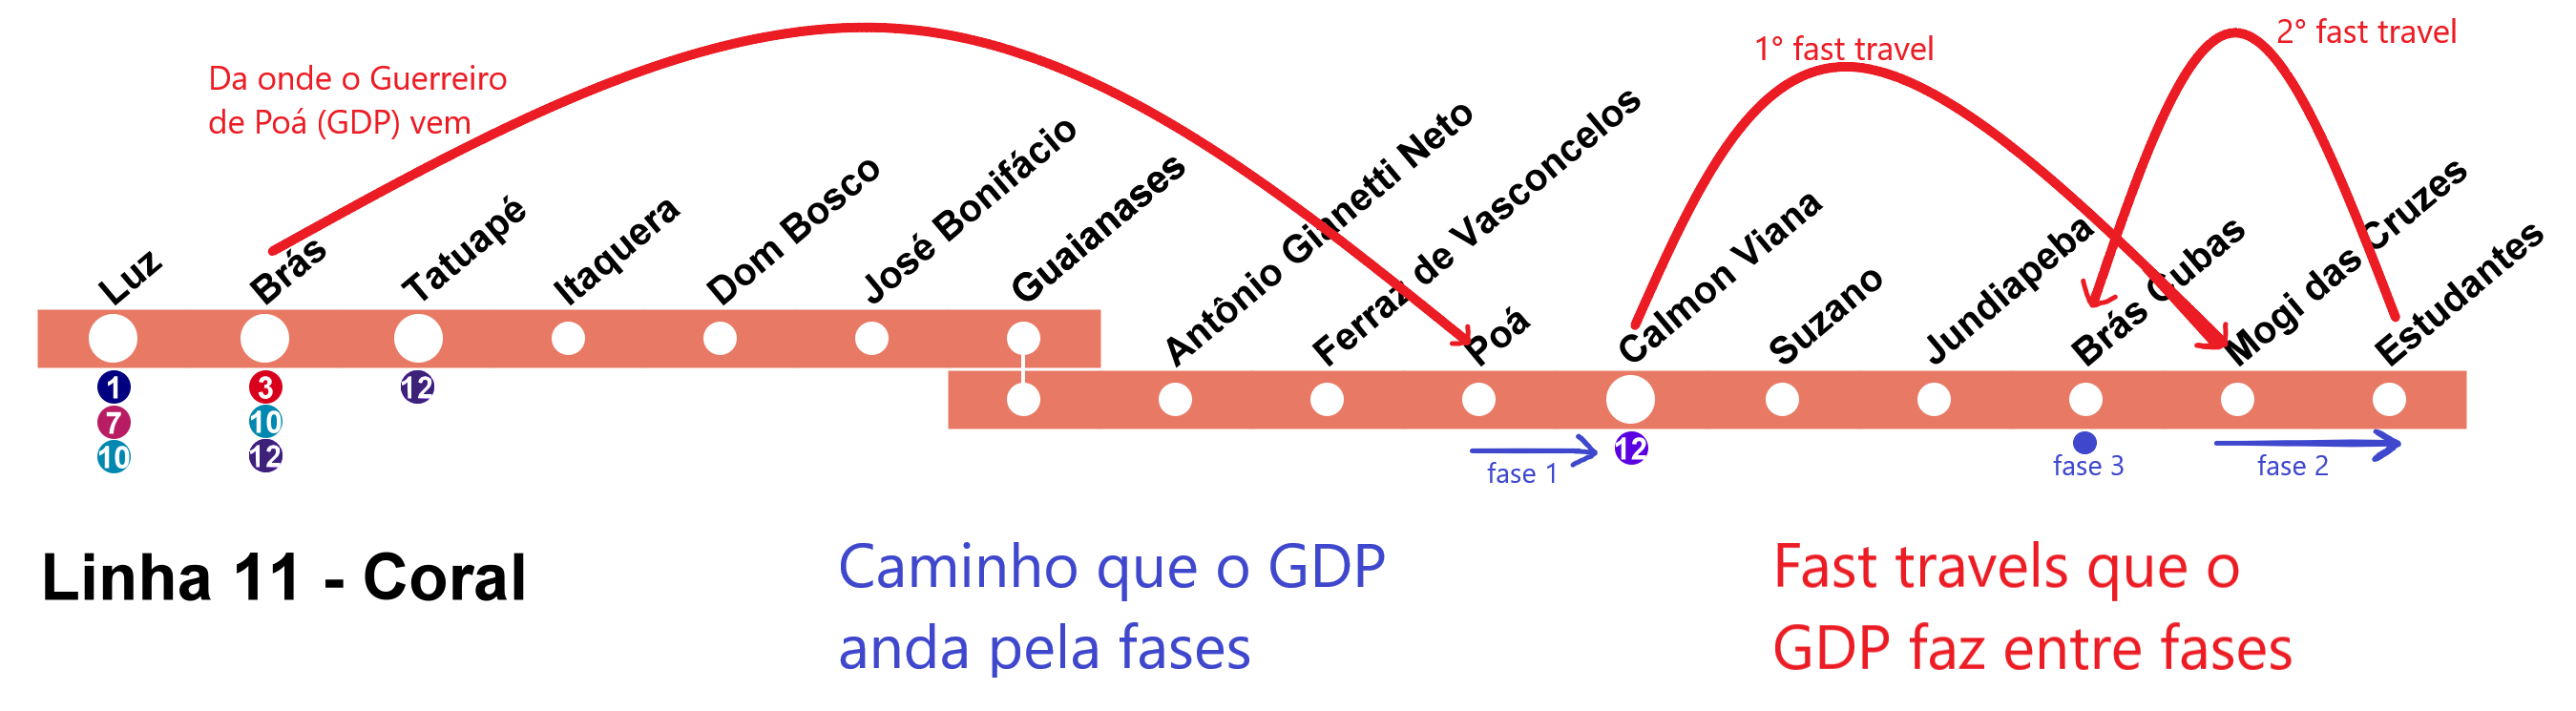 Da onde o Guerreiro
de Poá (GDP) vem
1° fast travel
2° fast travel
Luz
Brás
Tatuapé
Itaquera
Dom Bosco
José Bonifácio
Guaianases
Antônio Gianetti Neto
Ferraz de Vasconcelos
Poá
Calmon Viana
Suzano
Jundiapeba
Brás Cubas
Mogi das Cruzes
Estudantes
1
7
10
3
10
12
12
12
fase 1
fase 3
fase 2
Linha 11 - Coral
Caminho que o GDP
anda pela fases
Fast travels que o
GDP faz entre fases